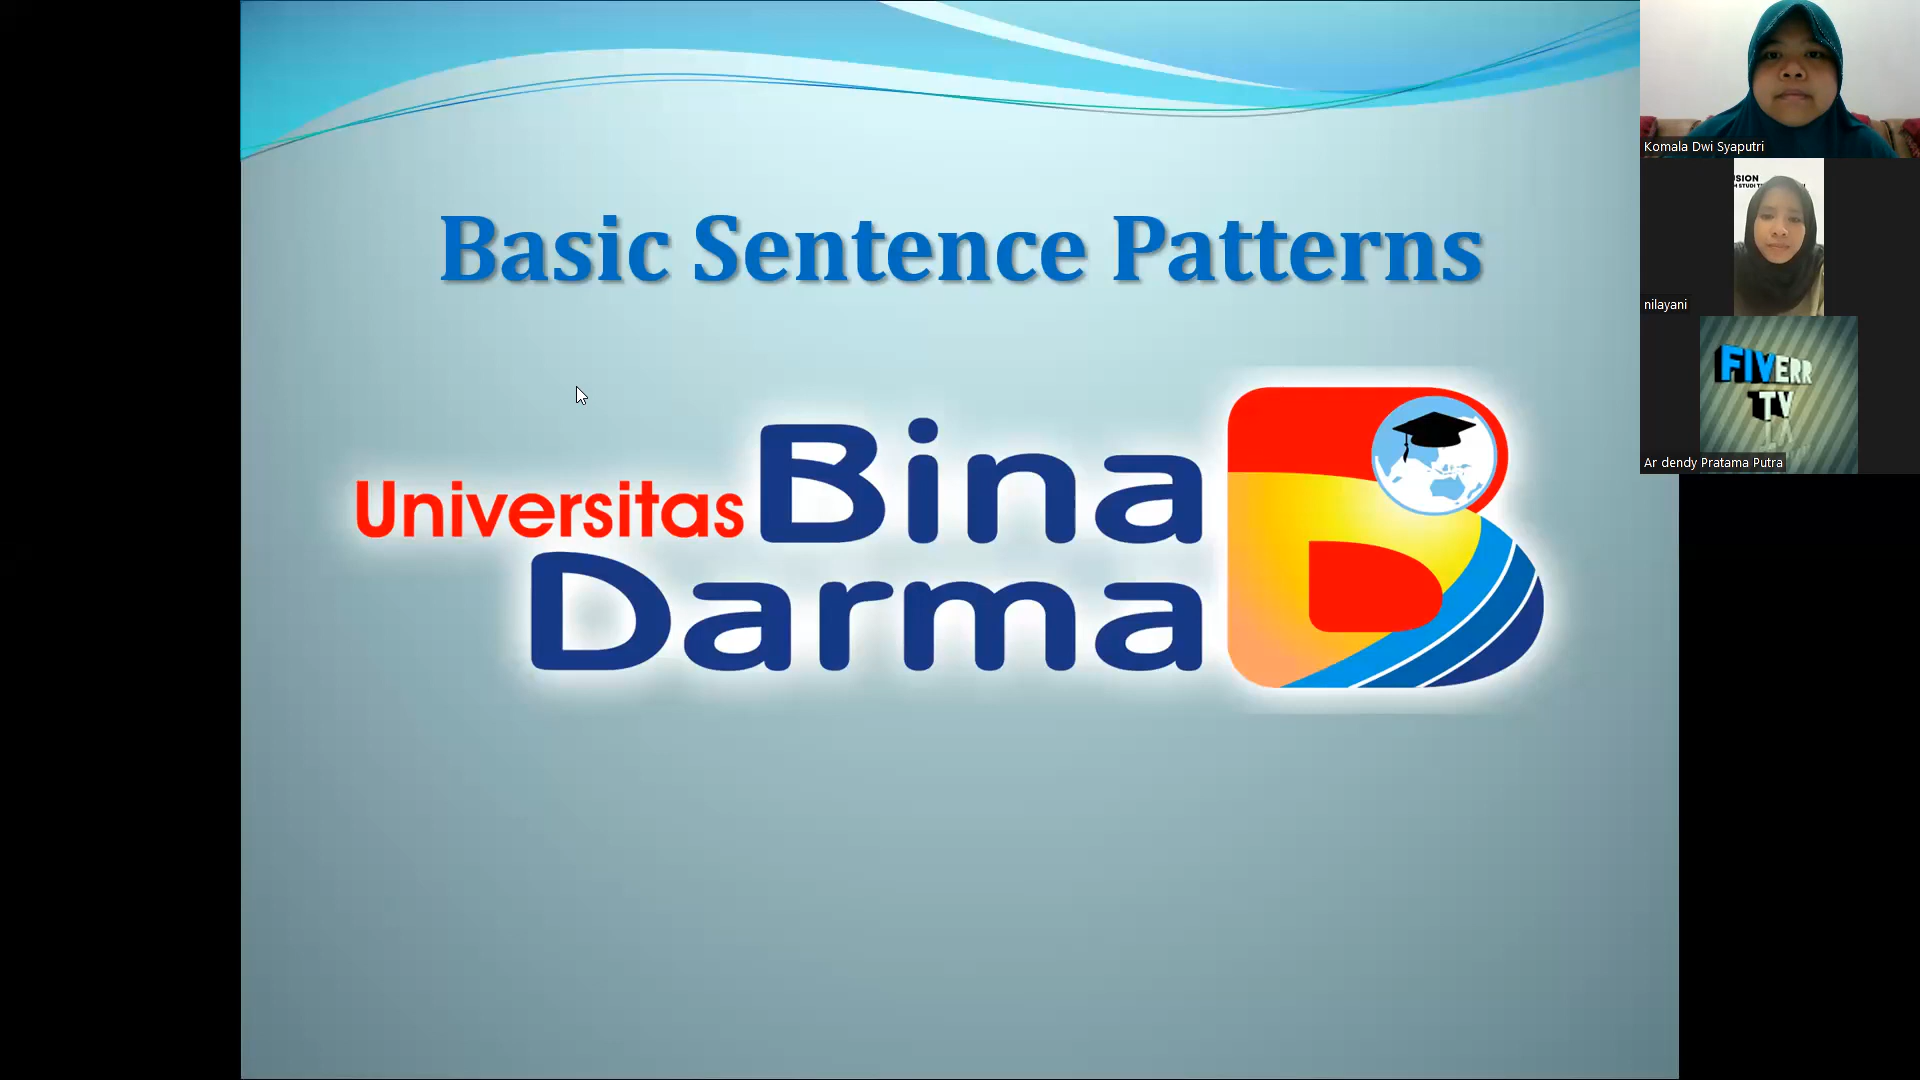 Basic Sentence Patterns
Universitas Bina
Darma
Komala Dwi Syaputri
nilayani
FIVERR
TV
Ar dendy Pratama Putra